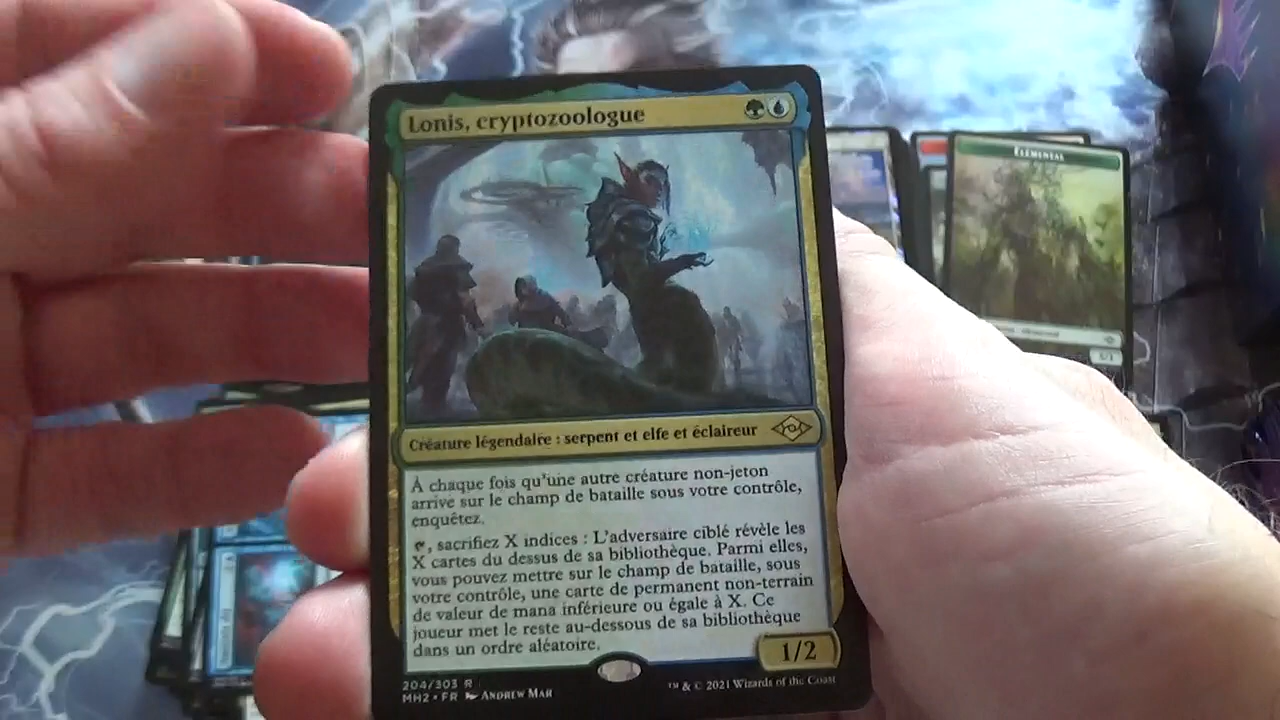 Lonis, cryptozoologue
Créature légendaire : serpent et elfe et éclaireur
À chaque fois qu'une autre créature non-jeton
arrive sur le champ de bataille sous votre contrôle,
enquêtez.
, sacrifiez X indices : L'adversaire ciblé révèle les
X cartes du dessus de sa bibliothèque. Parmi elles,
vous pouvez mettre sur le champ de bataille, sous
votre contrôle, une carte de permanent non-terrain
de valeur de mana inférieure ou égale à X. Ce
joueur met le reste au-dessous de sa bibliothèque
dans un ordre aléatoire.
1/2
204/303 R
MH2 • FR Andrew Mar
™ & © 2021 Wizards of the Coast
Elemental